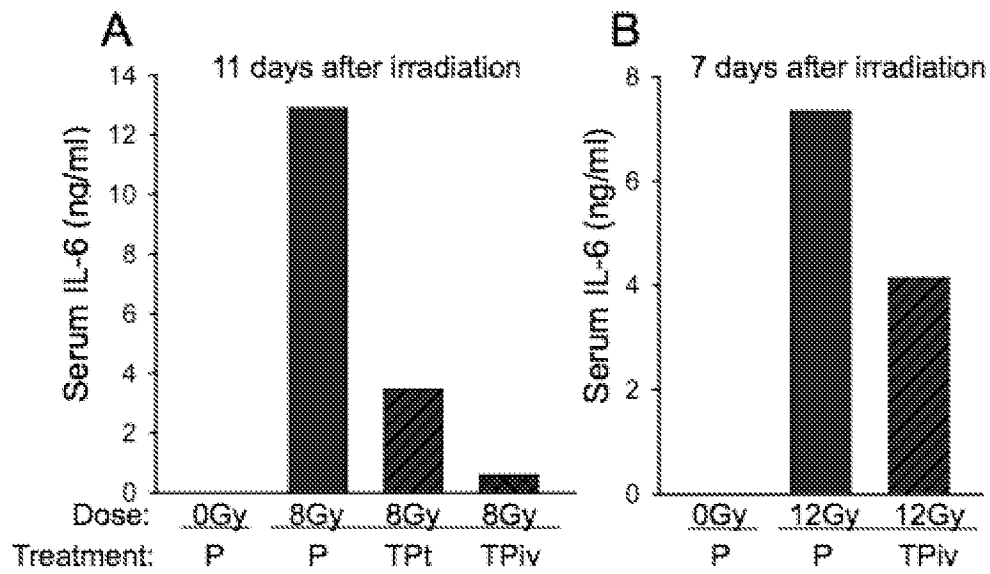 A
11 days after irradiation
Serum IL-6 (ng/ml)
14
12
10
8
6
4
2
0
Dose: 0Gy 8Gy 8Gy 8Gy
Treatment: P P TPt TPiv
B
7 days after irradiation
Serum IL-6 (ng/ml)
8
6
4
2
0
0Gy 12Gy 12Gy
P P TPiv